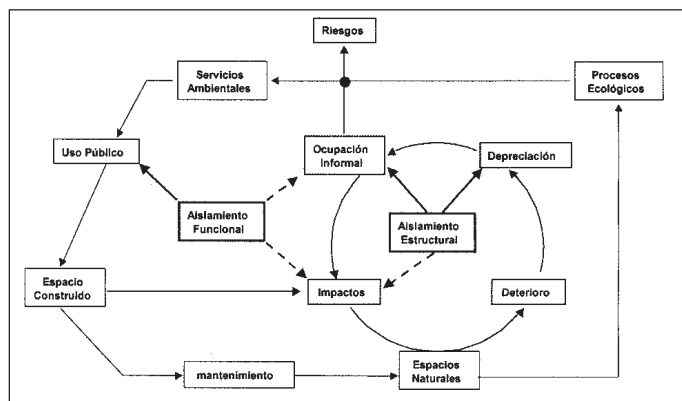 Riesgos
Servicios
Ambientales
Procesos
Ecológicos
Uso Público
Ocupación
Informal
Depreciación
Aislamiento
Funcional
Aislamiento
Estructural
Espacio
Construido
Impactos
Deterioro
mantenimiento
Espacios
Naturales